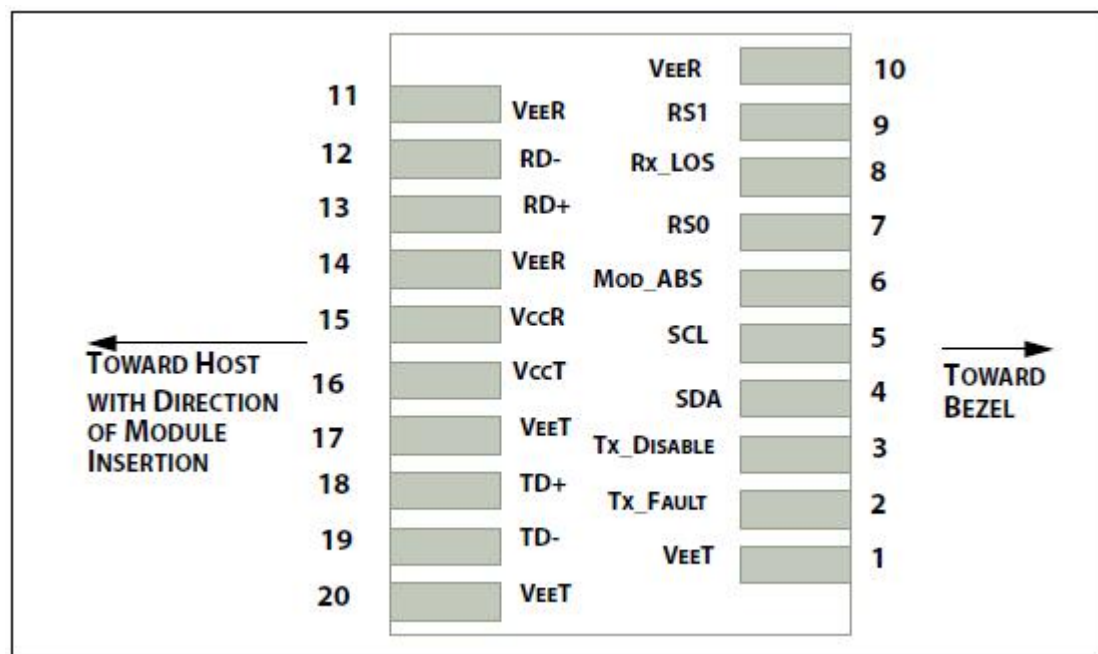 11 VEER
12 RD-
13 RD+
14 VEER
15 VCCR
16 VCCT
17 VEET
18 TD+
19 TD-
20 VEET
VEER 10
RS1 9
RX_LOS 8
RS0 7
MOD_ABS 6
SCL 5
SDA 4
TX_DISABLE 3
TX_FAULT 2
VEET 1
TOWARD HOST
WITH DIRECTION
OF MODULE
INSERTION
TOWARD
BEZEL